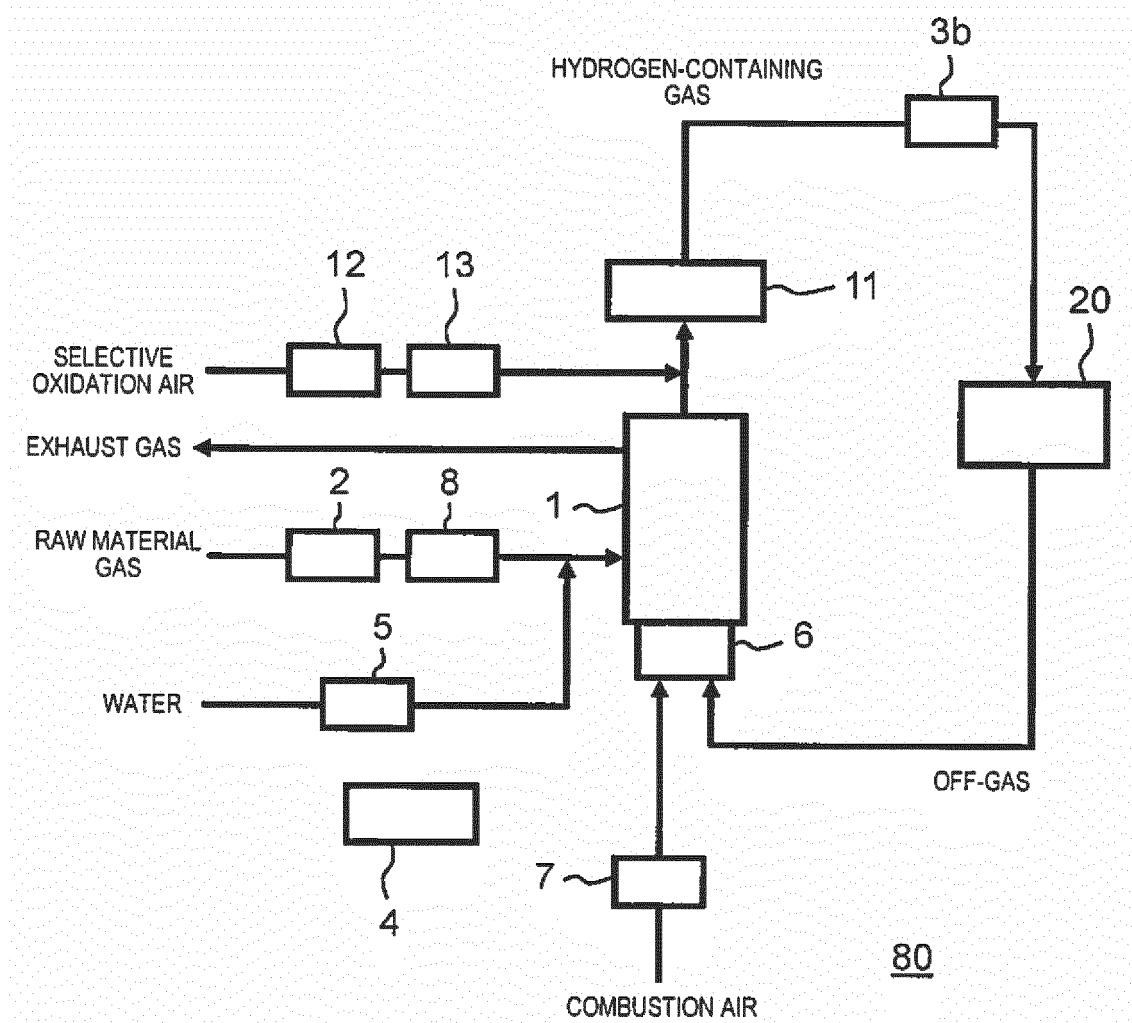 3b
HYDROGEN-CONTAINING
GAS
12
13
11
20
SELECTIVE
OXIDATION AIR
EXHAUST GAS
2
8
1
RAW MATERIAL
GAS
5
6
WATER
OFF-GAS
4
7
80
COMBUSTION AIR